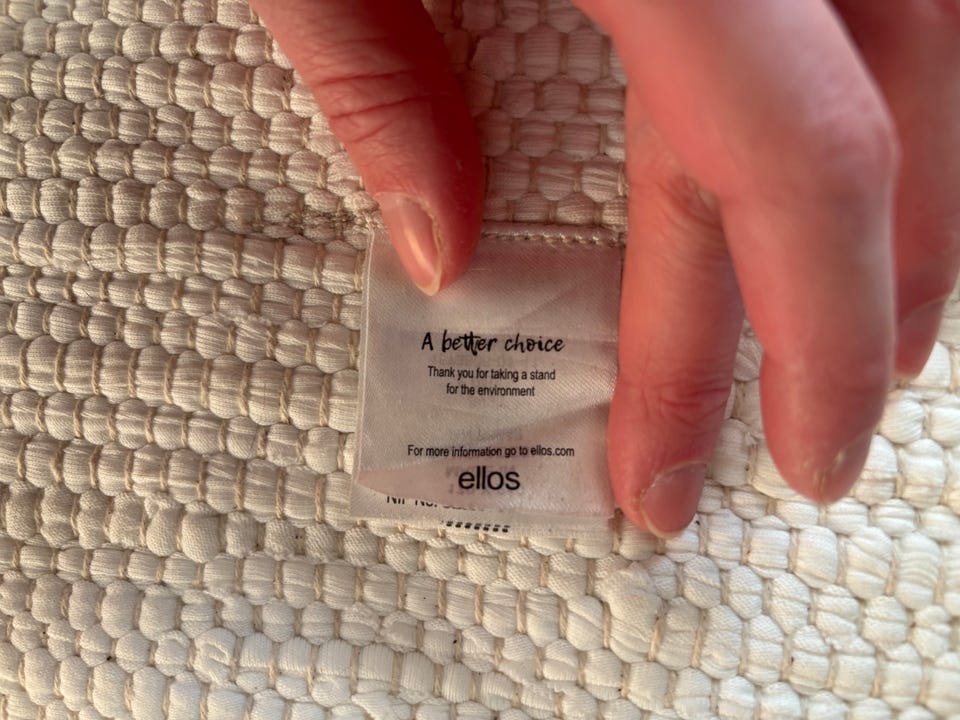 A better choice
Thank you for taking a stand
for the environment
For more information go to ellos.com
ellos